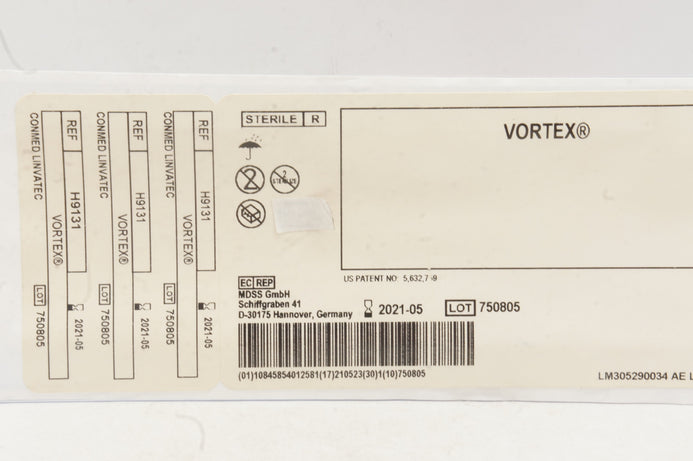 REF H9131
VORTEX®
CONMED LINVATEC
LOT 750805
2021-05
REF H9131
VORTEX®
CONMED LINVATEC
LOT 750805
2021-05
REF H9131
VORTEX®
CONMED LINVATEC
LOT 750805
2021-05
STERILE R
VORTEX®
2
2
US PATENT NO. 5,632,7
EC REP
MDSS GmbH
Schiffgraben 41
D-30175 Hannover, Germany
2021-05
LOT 750805
(01)10845854012581(17)210523(30)1(10)750805
LM305290034 AE L